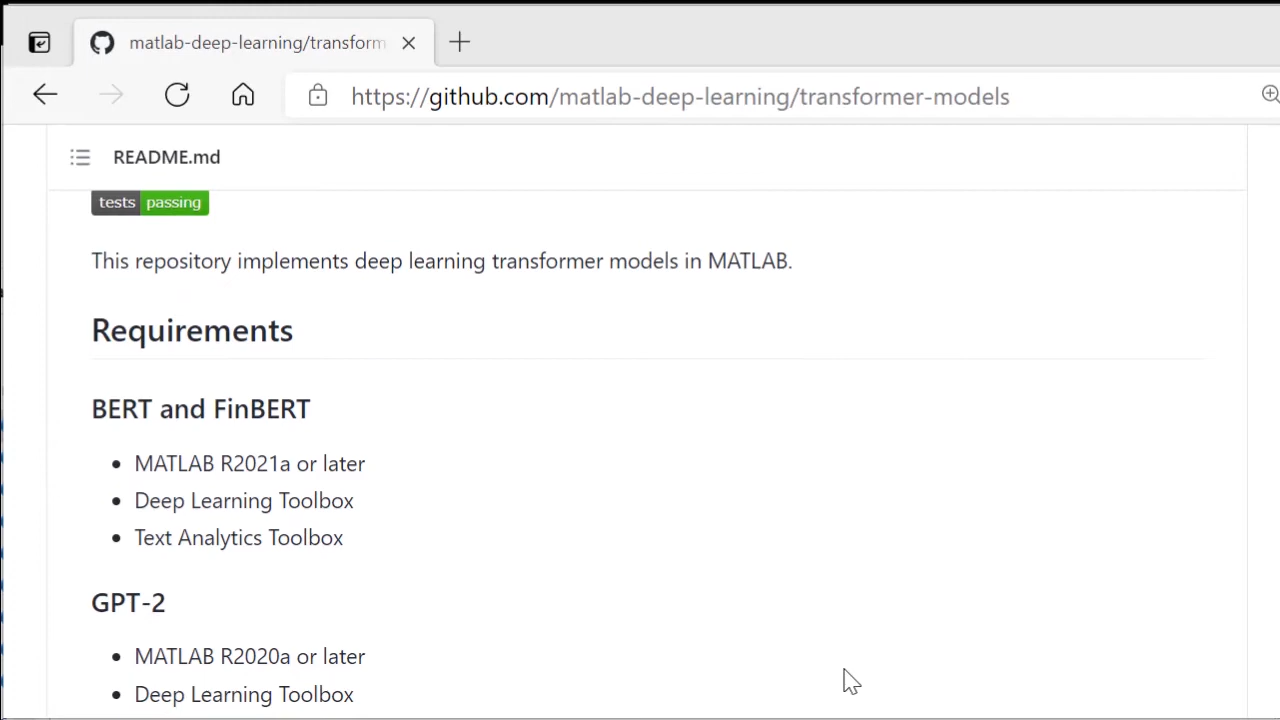 matlab-deep-learning/transform
https://github.com/matlab-deep-learning/transformer-models
README.md
tests passing
This repository implements deep learning transformer models in MATLAB.
Requirements
BERT and FinBERT
MATLAB R2021a or later
Deep Learning Toolbox
Text Analytics Toolbox
GPT-2
MATLAB R2020a or later
Deep Learning Toolbox